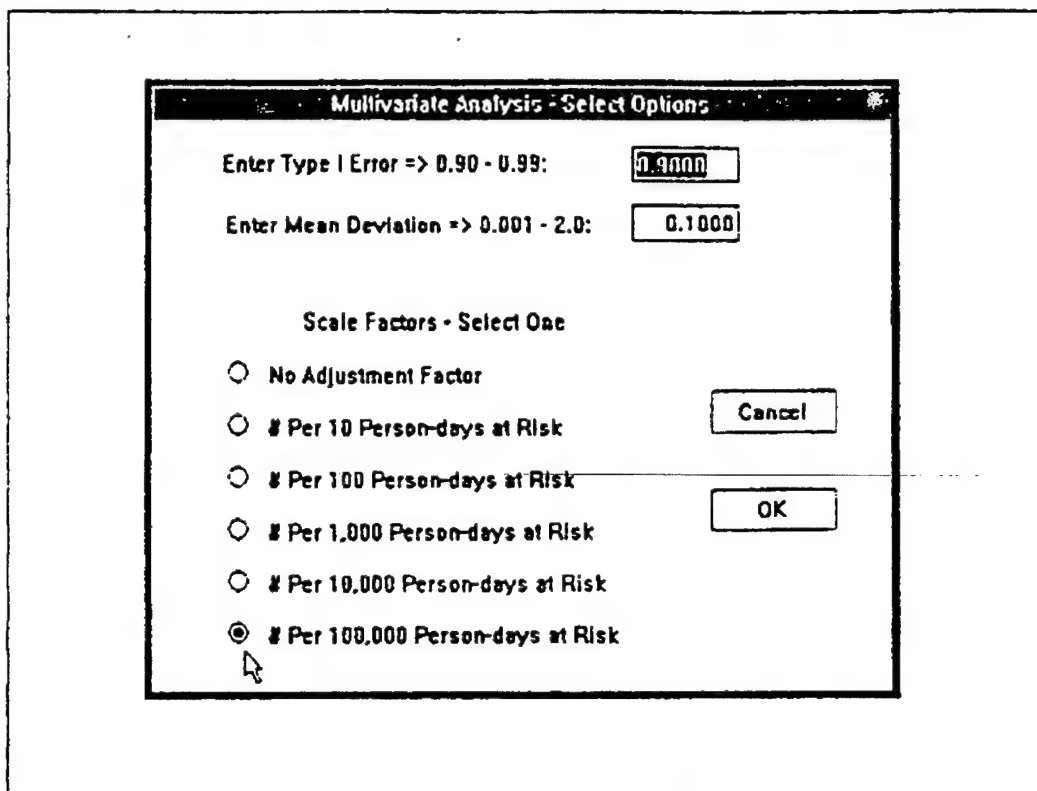 Multivariate Analysis - Select Options
Enter Type I Error => 0.90 - 0.99: 0.9000
Enter Mean Deviation => 0.001 - 2.0: 0.1000
Scale Factors - Select One
No Adjustment Factor
# Per 10 Person-days at Risk
Cancel
# Per 100 Person-days at Risk
# Per 1,000 Person-days at Risk
OK
# Per 10,000 Person-days at Risk
# Per 100,000 Person-days at Risk